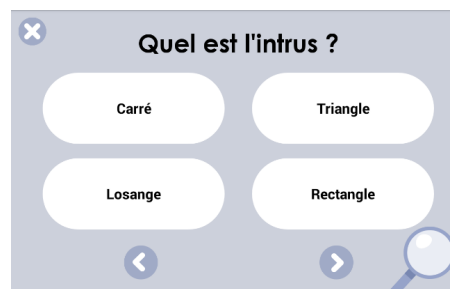 Quel est l'intrus ?
Carré
Triangle
Losange
Rectangle